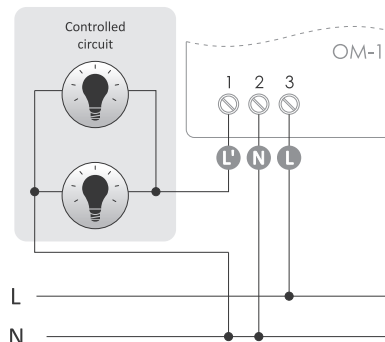 Controlled
circuit
OM-1
1 2 3
L' N L
L
N